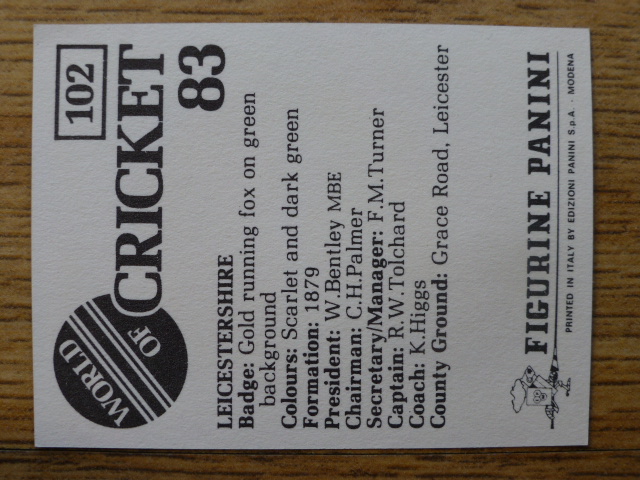 102
WORLD
OF
CRICKET
83
LEICESTERSHIRE
Badge: Gold running fox on green
background
Colours: Scarlet and dark green
Formation: 1879
President: W.Bentley MBE
Chairman: C.H.Palmer
Secretary/Manager: F.M.Turner
Captain: R.W.Tolchard
Coach: K.Higgs
County Ground: Grace Road, Leicester
FIGURINE PANINI
PRINTED IN ITALY BY EDIZIONI PANINI S.p.A. - MODENA